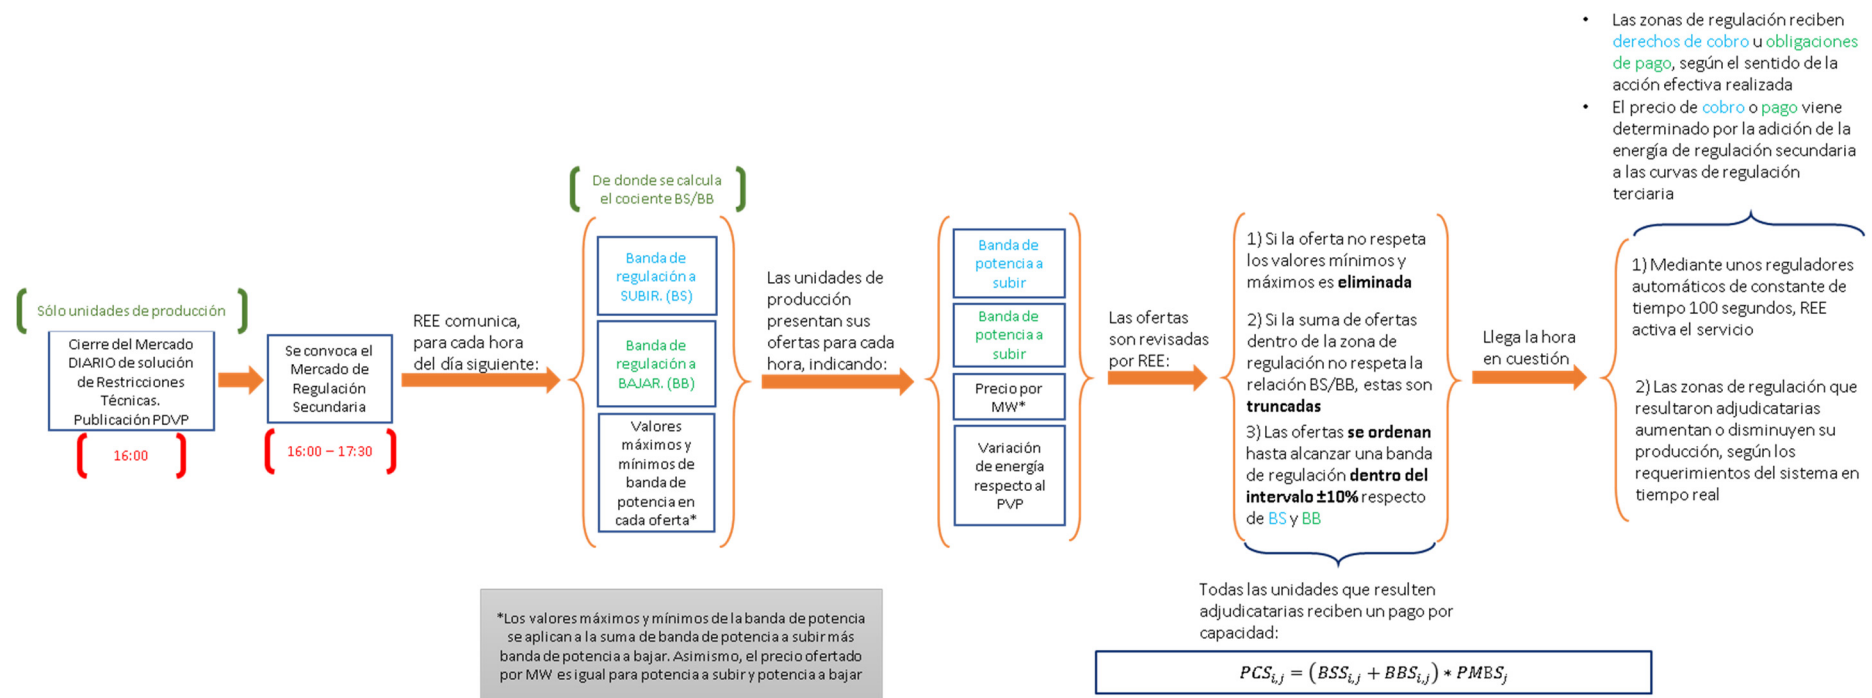 Sólo unidades de producción
Cierre del Mercado
DIARIO de solución
de Restricciones
Técnicas.
Publicación PDVP
16:00
Se convoca el
Mercado de
Regulación
Secundaria
16:00 – 17:30
REE comunica,
para cada hora
del día siguiente:
De donde se calcula
el cociente BS/BB
Banda de
regulación a
SUBIR. (BS)
Banda de
regulación a
BAJAR. (BB)
Valores
máximos y
mínimos de
banda de
potencia en
cada oferta*
Las unidades de
producción
presentan sus
ofertas para cada
hora, indicando:
Banda de
potencia a
subir
Banda de
potencia a
subir
Precio por
MW*
Variación
de energía
respecto al
PVP
Las ofertas
son revisadas
por REE:
1) Si la oferta no respeta
los valores mínimos y
máximos es eliminada
2) Si la suma de ofertas
dentro de la zona de
regulación no respeta la
relación BS/BB, estas son
truncadas
3) Las ofertas se ordenan
hasta alcanzar una banda
de regulación dentro del
intervalo ±10% respecto
de BS y BB
Todas las unidades que resulten
adjudicatarias reciben un pago por
capacidad:
PCS_{i,j} = (BSS_{i,j} + BBS_{i,j}) * PMBS_j
Llega la hora
en cuestión
• Las zonas de regulación reciben
derechos de cobro u obligaciones
de pago, según el sentido de la
acción efectiva realizada
• El precio de cobro o pago viene
determinado por la adición de la
energía de regulación secundaria
a las curvas de regulación
terciaria
1) Mediante unos reguladores
automáticos de constante de
tiempo 100 segundos, REE
activa el servicio
2) Las zonas de regulación que
resultaron adjudicatarias
aumentan o disminuyen su
producción, según los
requerimientos del sistema en
tiempo real
*Los valores máximos y mínimos de la banda de potencia
se aplican a la suma de banda de potencia a subir más
banda de potencia a bajar. Asimismo, el precio ofertado
por MW es igual para potencia a subir y potencia a bajar